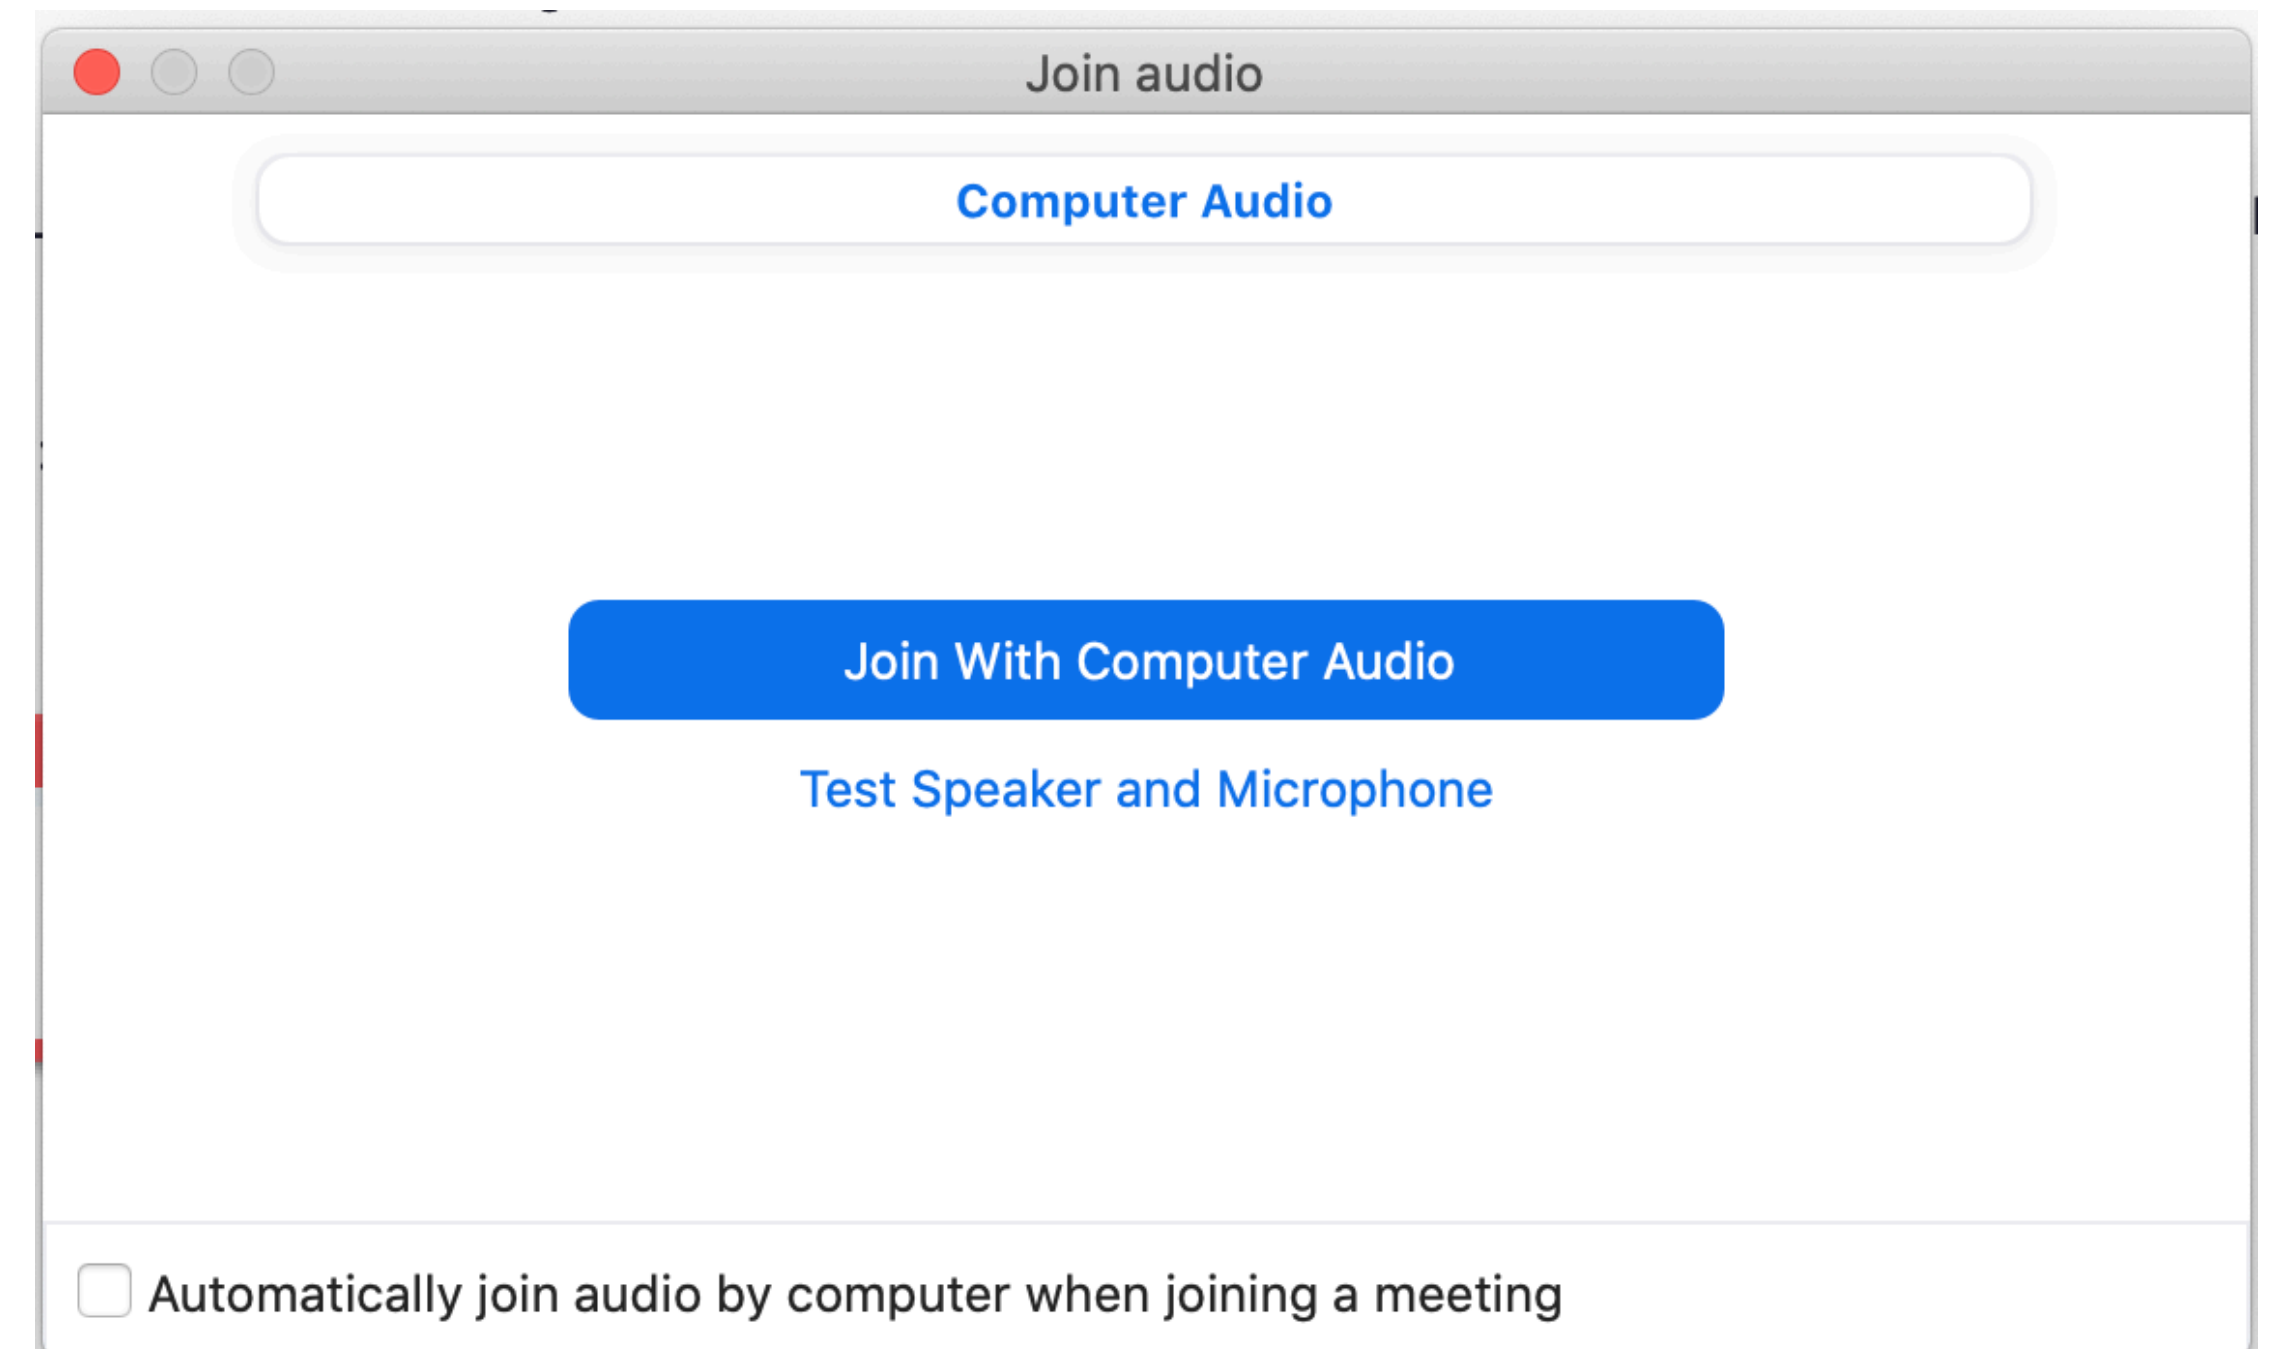 Join audio
Computer Audio
Join With Computer Audio
Test Speaker and Microphone
Automatically join audio by computer when joining a meeting